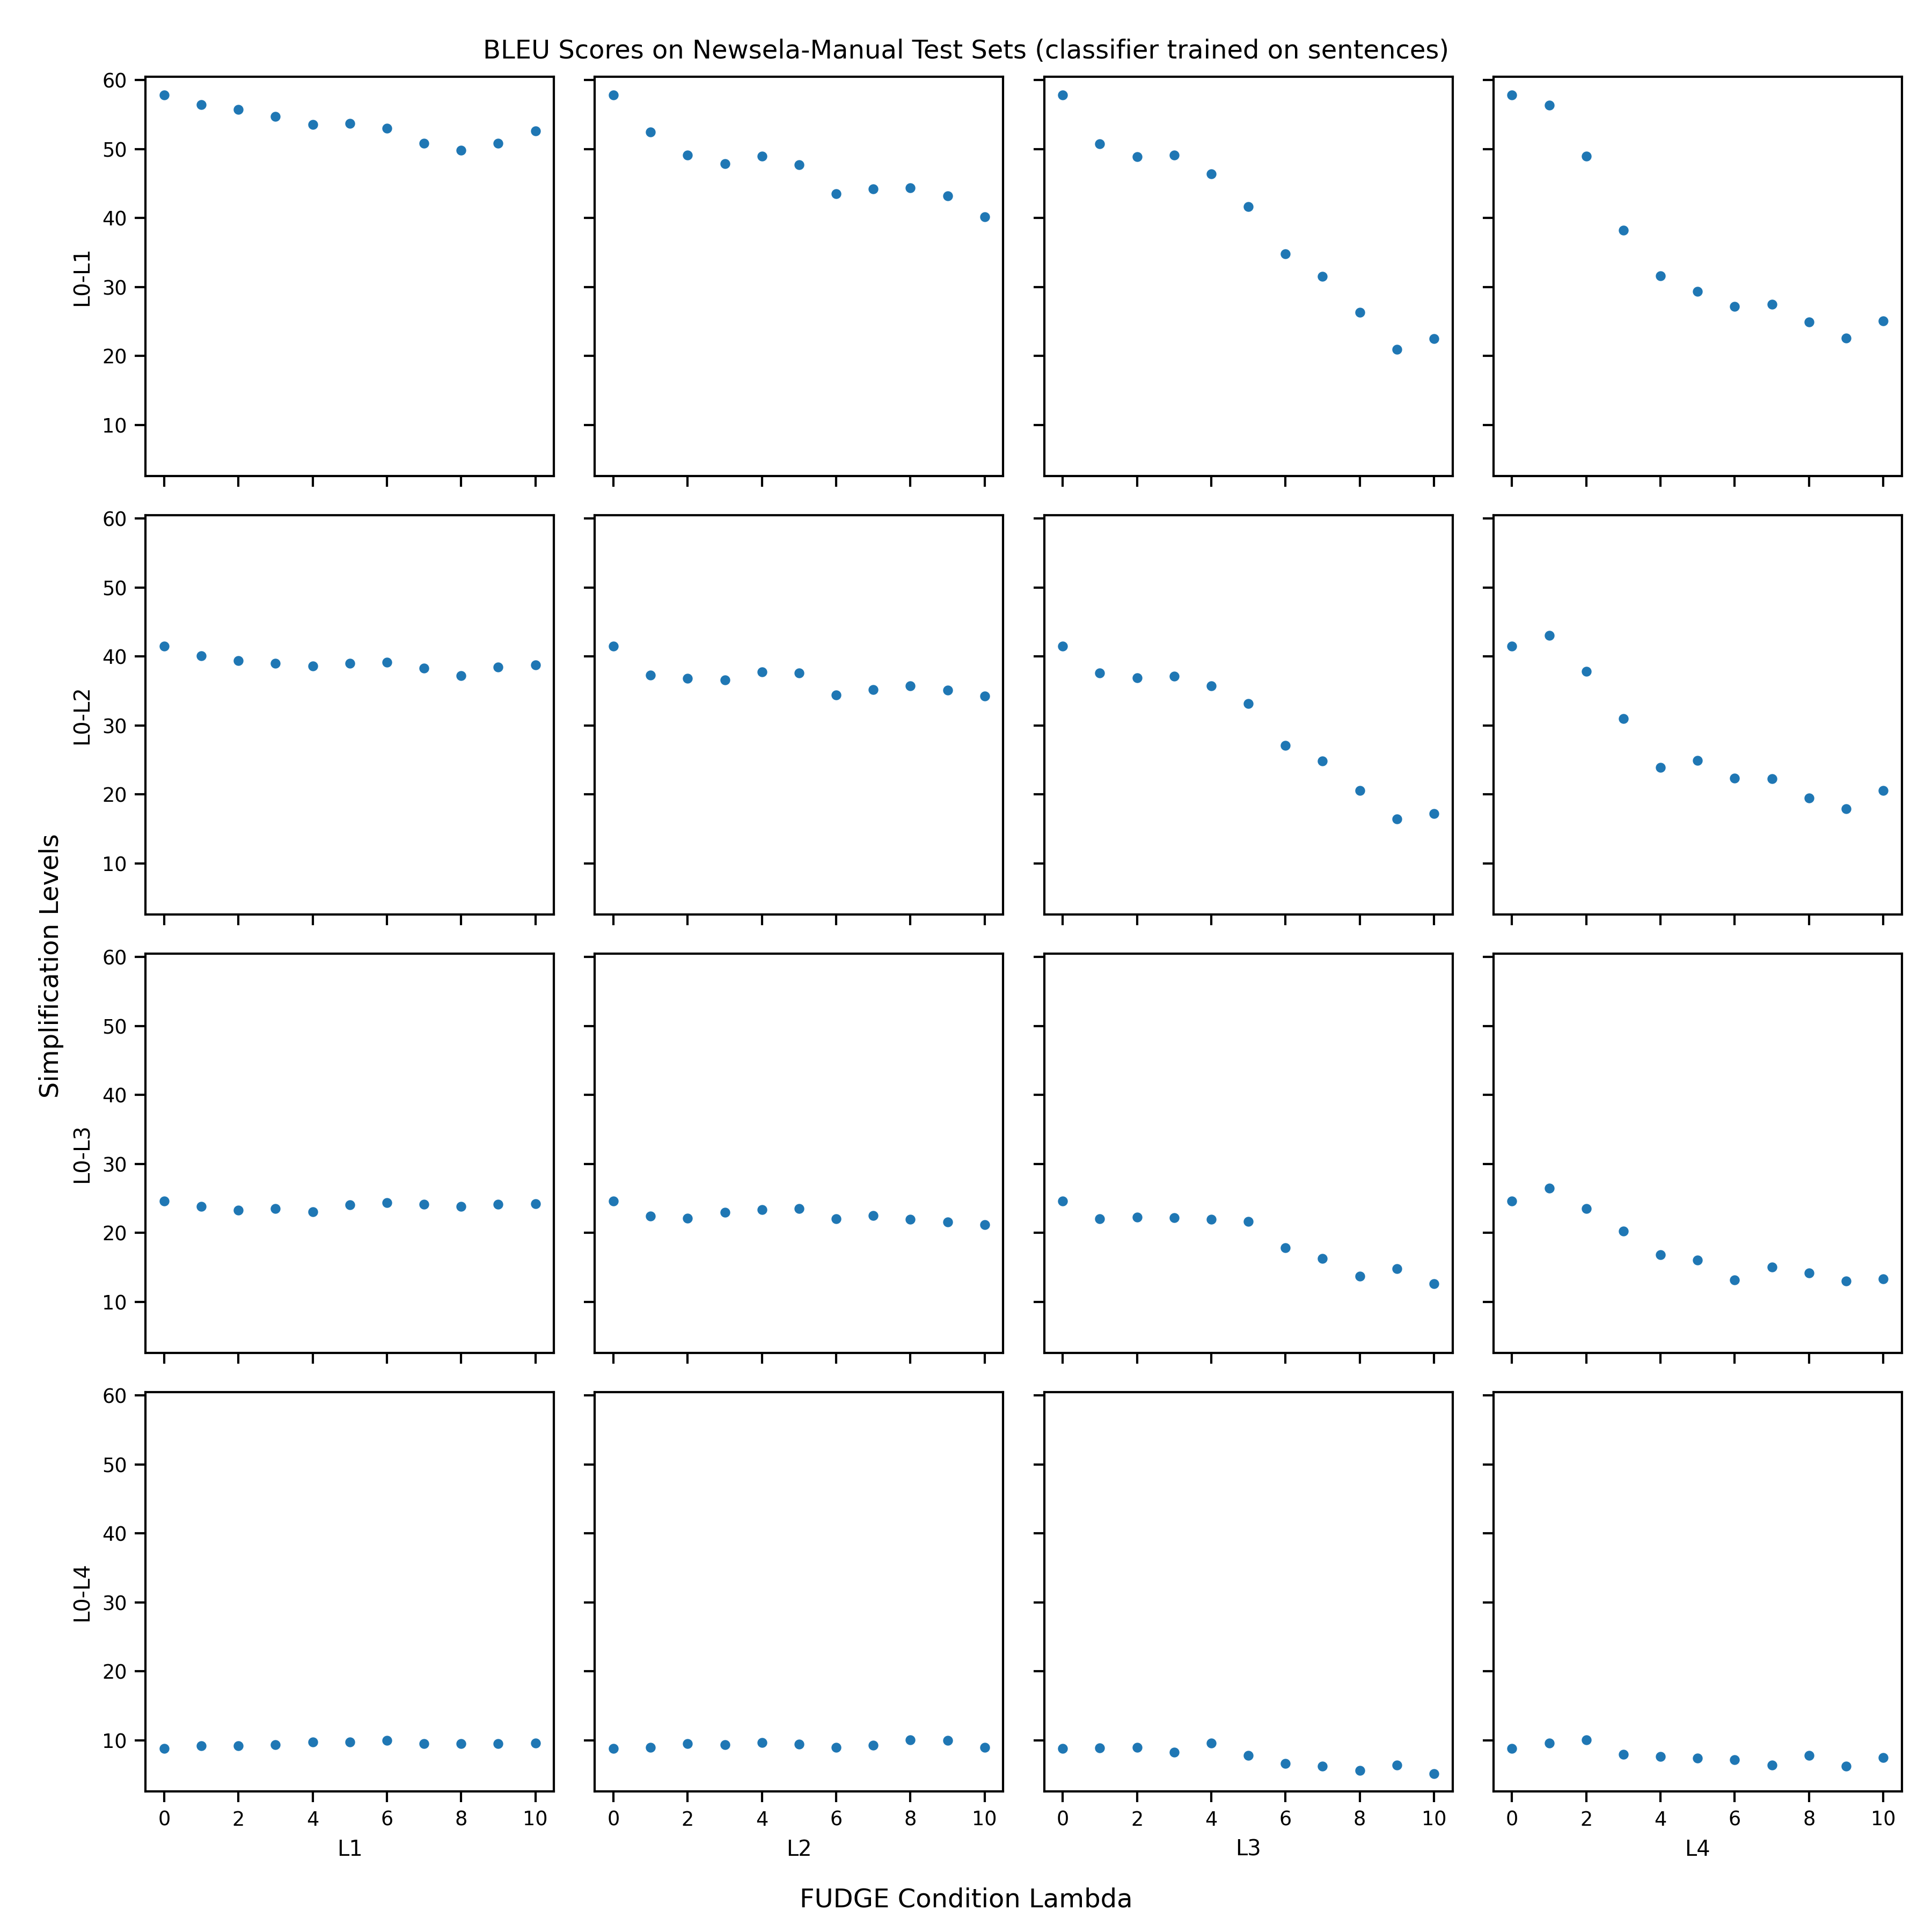 BLEU Scores on Newsela-Manual Test Sets (classifier trained on sentences)
60
50
40
30
20
10
L0-L1
60
50
40
30
20
10
L0-L2
Simplification Levels
60
50
40
30
20
10
L0-L3
60
50
40
30
20
10
L0-L4
0 2 4 6 8 10
0 2 4 6 8 10
0 2 4 6 8 10
0 2 4 6 8 10
L1
L2
L3
L4
FUDGE Condition Lambda